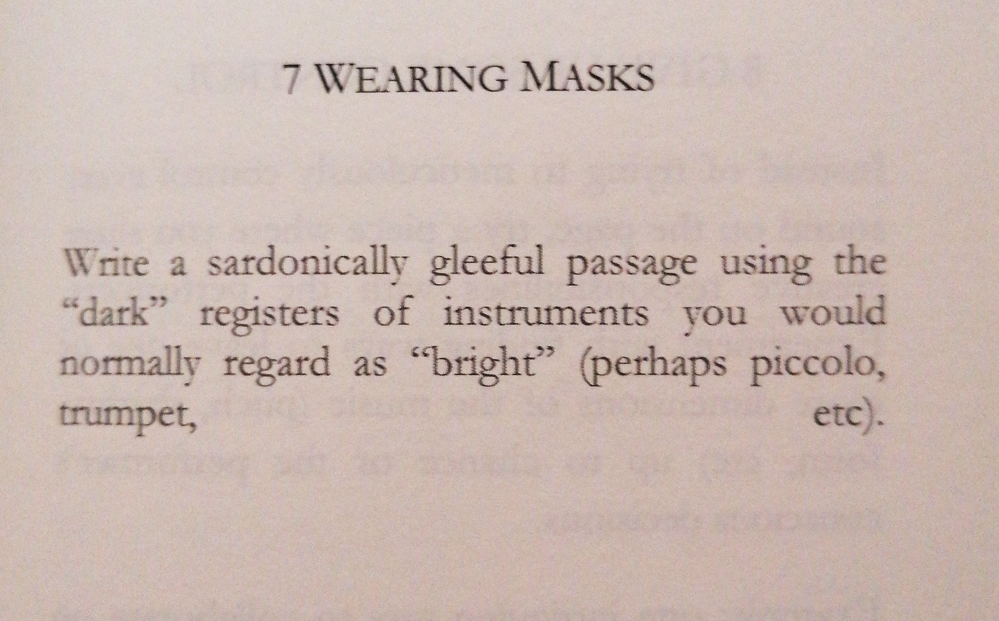 7 WEARING MASKS
Write a sardonically gleeful passage using the
“dark” registers of instruments you would
normally regard as “bright” (perhaps piccolo,
trumpet, etc).